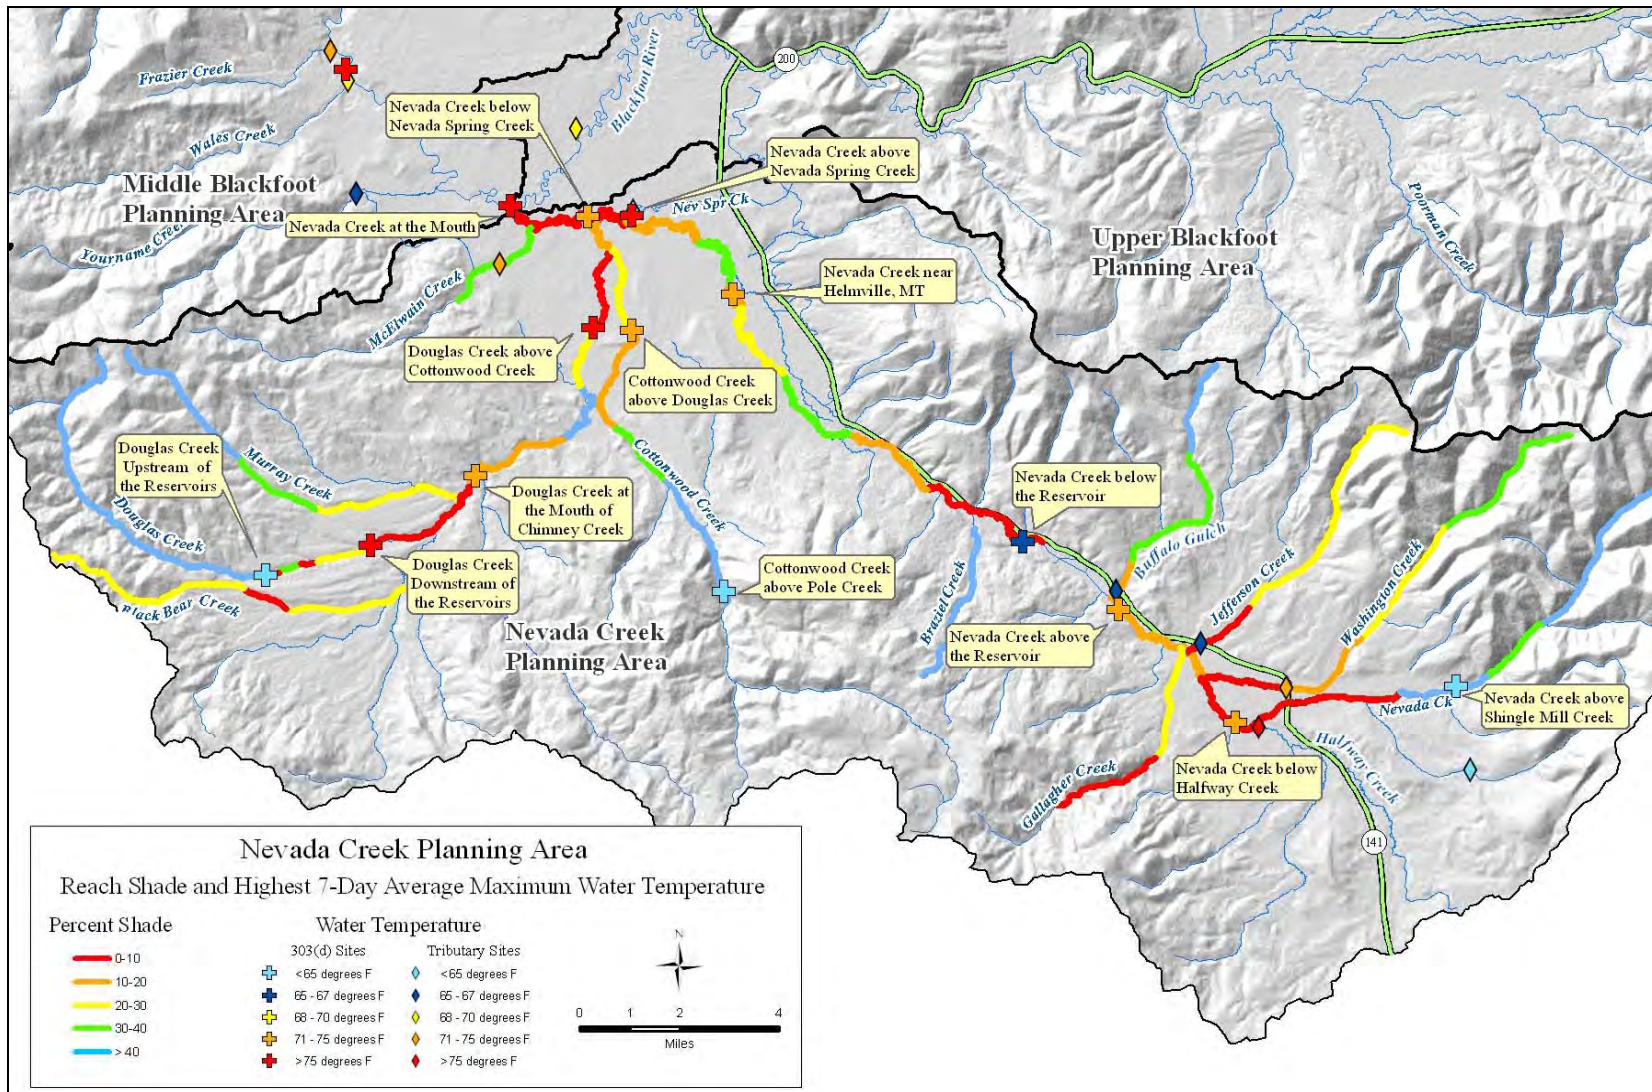 200
Frazier Creek
Blackfoot River
Nevada Creek below
Nevada Spring Creek
Wales Creek
Nevada Creek above
Nevada Spring Creek
Middle Blackfoot
Planning Area
Nev Spr Ck
Poorman Creek
Nevada Creek at the Mouth
Yourname Creek
Upper Blackfoot
Planning Area
Nevada Creek near
Helmville, MT
McElwain Creek
Douglas Creek above
Cottonwood Creek
Cottonwood Creek
above Douglas Creek
Douglas Creek
Upstream of
the Reservoirs
Murray Creek
Cottonwood Creek
Nevada Creek below
the Reservoir
Douglas Creek at
the Mouth of
Chimney Creek
Douglas Creek
Buffalo Gulch
Douglas Creek
Downstream of
the Reservoirs
Cottonwood Creek
above Pole Creek
Braziel Creek
Jefferson Creek
Washington Creek
Black Bear Creek
Nevada Creek
Planning Area
Nevada Creek above
the Reservoir
Nevada Ck
Nevada Creek above
Shingle Mill Creek
Gallagher Creek
Nevada Creek below
Halfway Creek
Halfway Creek
141
Nevada Creek Planning Area
Reach Shade and Highest 7-Day Average Maximum Water Temperature
Percent Shade
0-10
10-20
20-30
30-40
> 40
Water Temperature
303(d) Sites
<65 degrees F
65 - 67 degrees F
68 - 70 degrees F
71 - 75 degrees F
>75 degrees F
Tributary Sites
<65 degrees F
65 - 67 degrees F
68 - 70 degrees F
71 - 75 degrees F
>75 degrees F
N
0 1 2 4
Miles